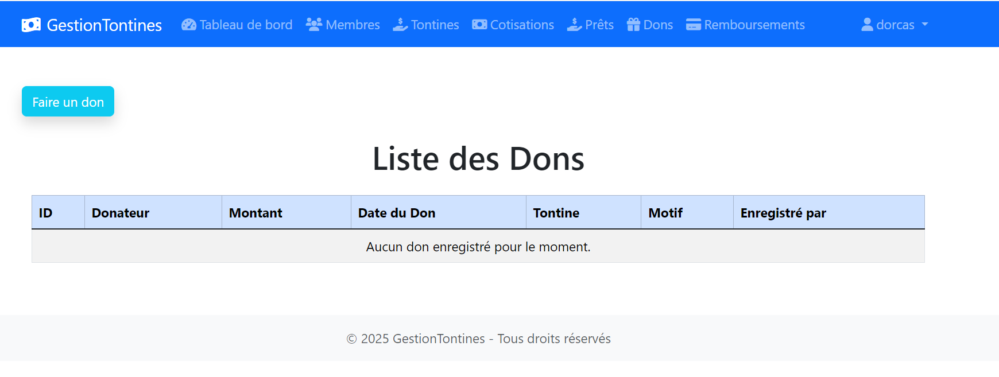 GestionTontines Tableau de bord Membres Tontines Cotisations Prêts Dons Remboursements dorcas
Faire un don
Liste des Dons
ID Donateur Montant Date du Don Tontine Motif Enregistré par
Aucun don enregistré pour le moment.
© 2025 GestionTontines - Tous droits réservés